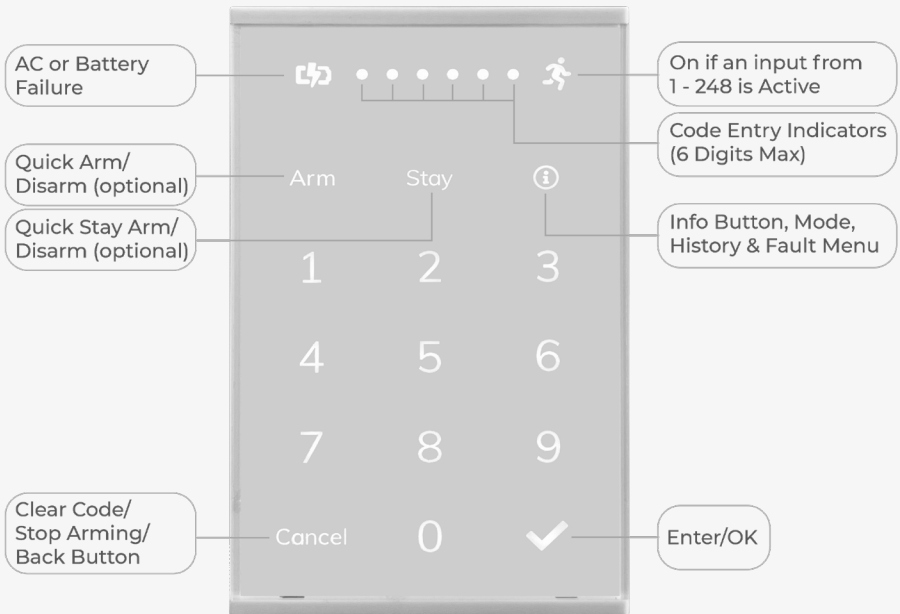 AC or Battery
Failure
On if an input from
1 - 248 is Active
Code Entry Indicators
(6 Digits Max)
Quick Arm/
Disarm (optional)
Arm
Stay
Quick Stay Arm/
Disarm (optional)
Info Button, Mode,
History & Fault Menu
1 2 3
4 5 6
7 8 9
Clear Code/
Stop Arming/
Back Button
Cancel
0
Enter/OK